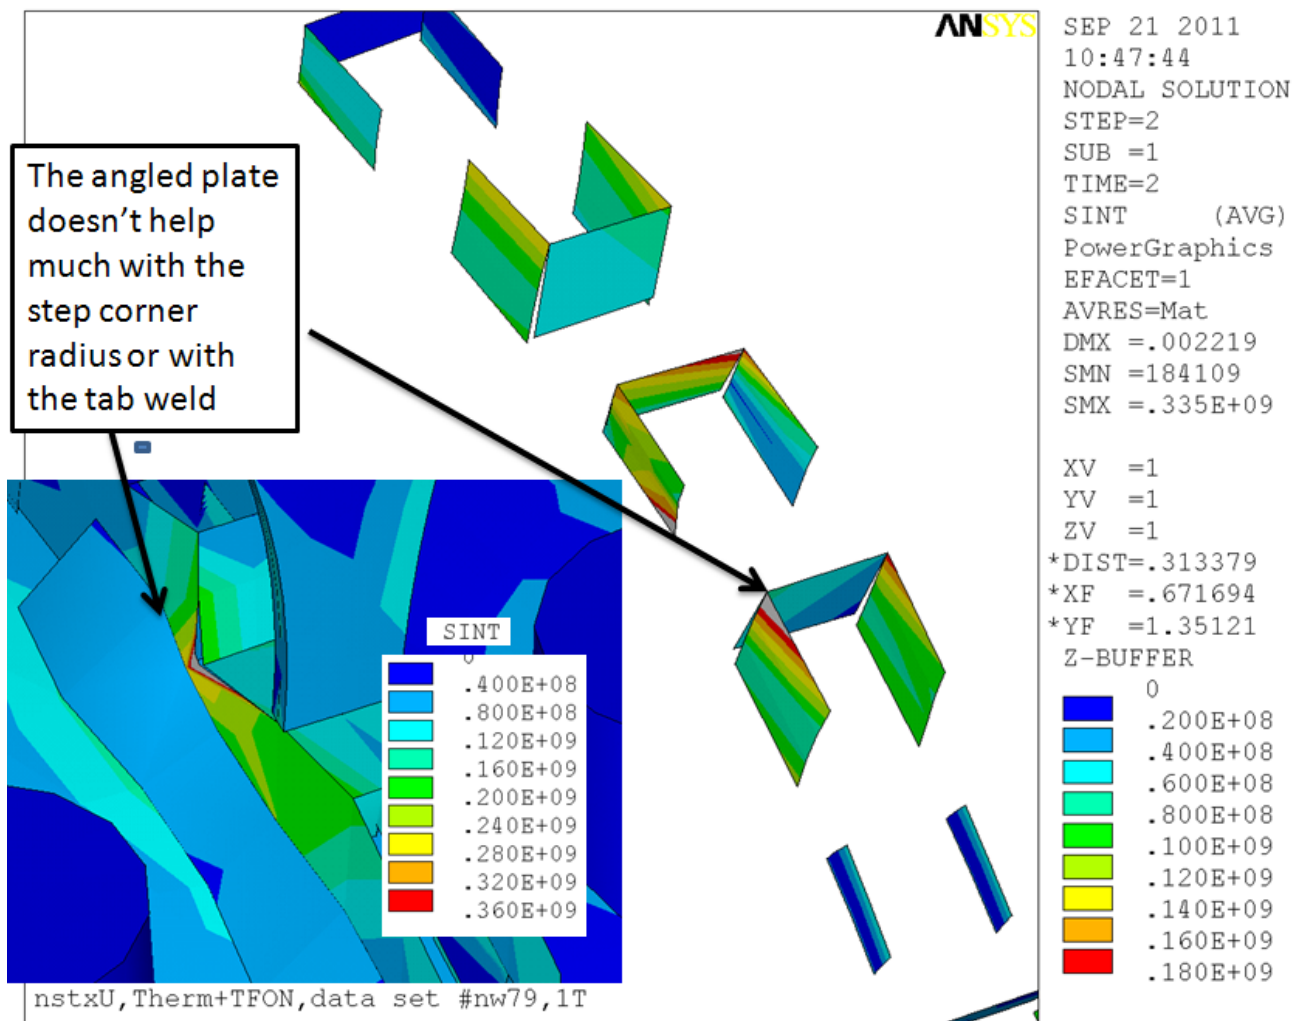 ANSYS
The angled plate
doesn't help
much with the
step corner
radius or with
the tab weld
SEP 21 2011
10:47:44
NODAL SOLUTION
STEP=2
SUB =1
TIME=2
SINT (AVG)
PowerGraphics
EFACET=1
AVRES=Mat
DMX =.002219
SMN =184109
SMX =.335E+09
XV =1
YV =1
ZV =1
*DIST=.313379
*XF =.671694
*YF =1.35121
Z-BUFFER
0
.200E+08
.400E+08
.600E+08
.800E+08
.100E+09
.120E+09
.140E+09
.160E+09
.180E+09
SINT
0
.400E+08
.800E+08
.120E+09
.160E+09
.200E+09
.240E+09
.280E+09
.320E+09
.360E+09
nstxU,Therm+TFON,data set #nw79,1T